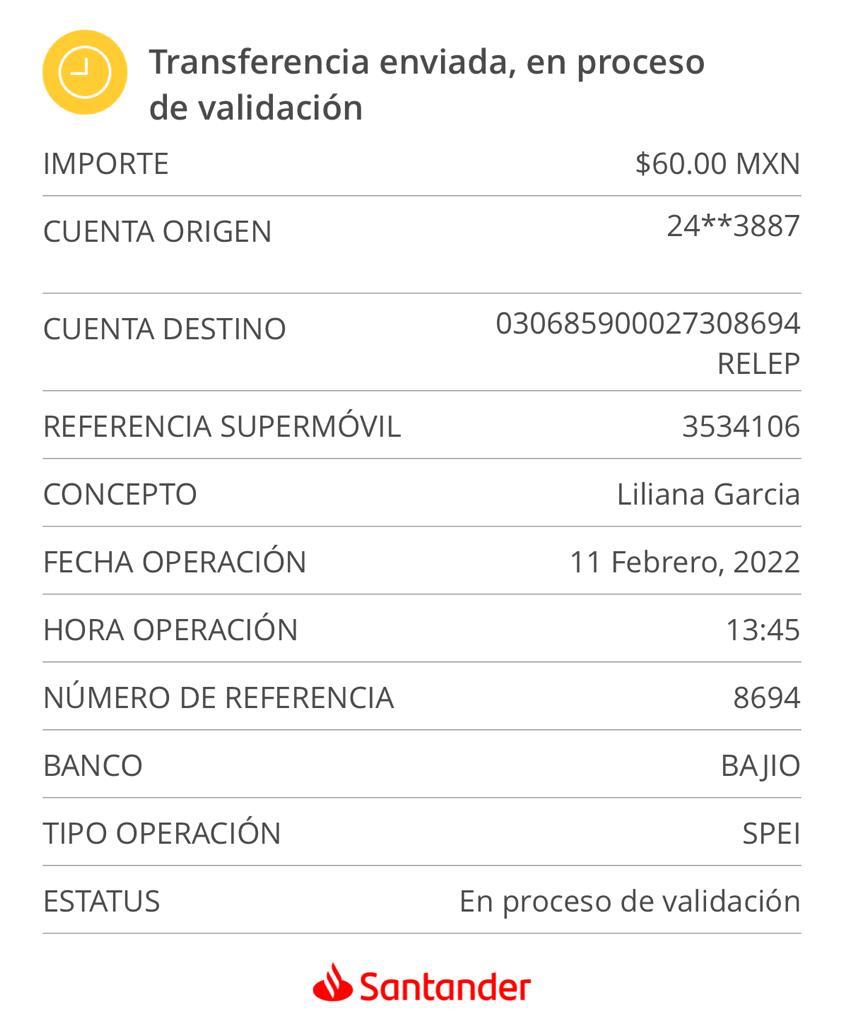 Transferencia enviada, en proceso
de validación
IMPORTE $60.00 MXN
CUENTA ORIGEN 24**3887
CUENTA DESTINO 030685900027308694
RELEP
REFERENCIA SUPERMÓVIL 3534106
CONCEPTO Liliana Garcia
FECHA OPERACIÓN 11 Febrero, 2022
HORA OPERACIÓN 13:45
NÚMERO DE REFERENCIA 8694
BANCO BAJIO
TIPO OPERACIÓN SPEI
ESTATUS En proceso de validación
Santander